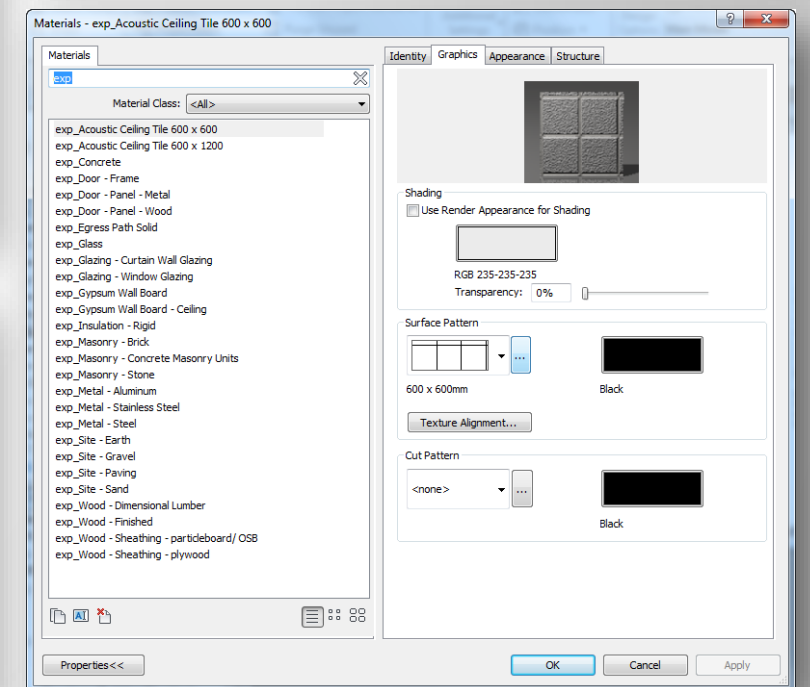 Materials - exp_Acoustic Ceiling Tile 600 x 600
?
Materials
exp
Material Class: <All>
exp_Acoustic Ceiling Tile 600 x 600
exp_Acoustic Ceiling Tile 600 x 1200
exp_Concrete
exp_Door - Frame
exp_Door - Panel - Metal
exp_Door - Panel - Wood
exp_Egress Path Solid
exp_Glass
exp_Glazing - Curtain Wall Glazing
exp_Glazing - Window Glazing
exp_Gypsum Wall Board
exp_Gypsum Wall Board - Ceiling
exp_Insulation - Rigid
exp_Masonry - Brick
exp_Masonry - Concrete Masonry Units
exp_Masonry - Stone
exp_Metal - Aluminum
exp_Metal - Stainless Steel
exp_Metal - Steel
exp_Site - Earth
exp_Site - Gravel
exp_Site - Paving
exp_Site - Sand
exp_Wood - Dimensional Lumber
exp_Wood - Finished
exp_Wood - Sheathing - particleboard/ OSB
exp_Wood - Sheathing - plywood
AI
Properties<<
Identity Graphics Appearance Structure
Shading
Use Render Appearance for Shading
RGB 235-235-235
Transparency: 0%
Surface Pattern
...
600 x 600mm Black
Texture Alignment...
Cut Pattern
<none> ...
Black
OK Cancel Apply